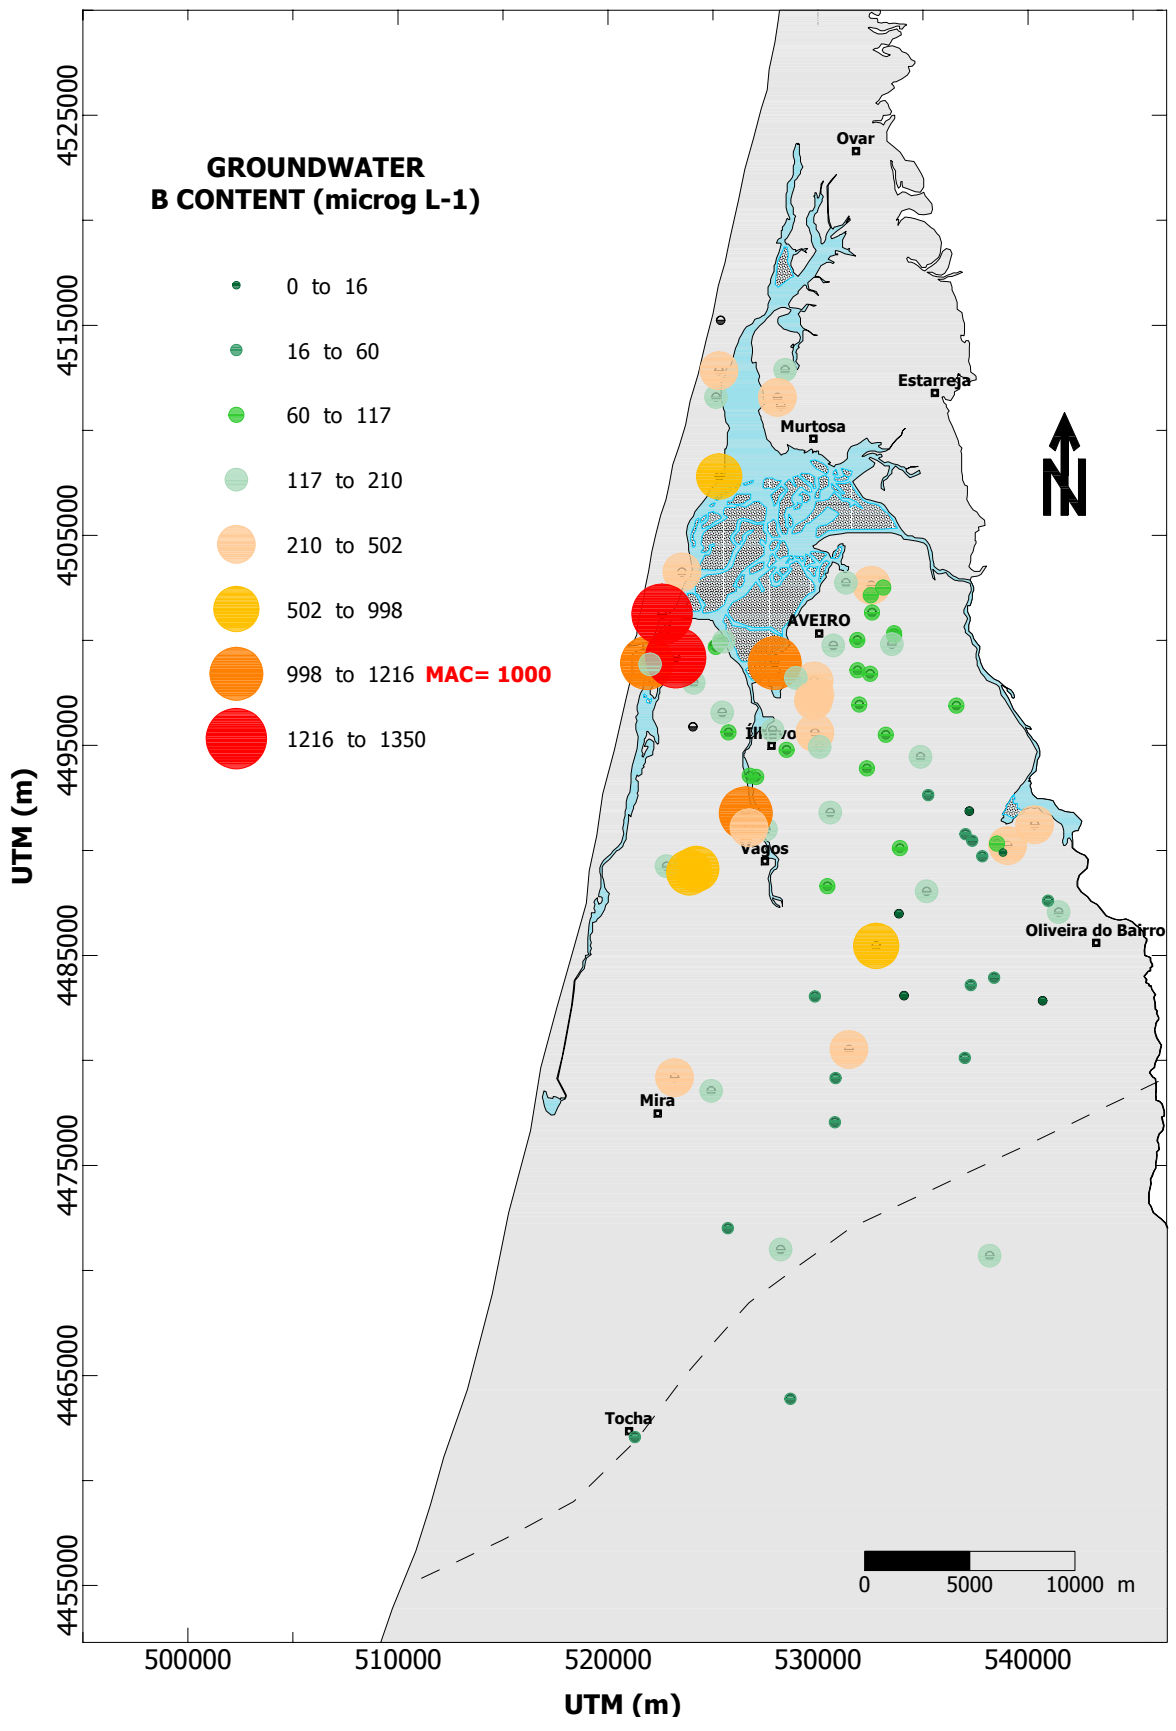 GROUNDWATER
B CONTENT (microg L-1)
0 to 16
16 to 60
60 to 117
117 to 210
210 to 502
502 to 998
998 to 1216 MAC= 1000
1216 to 1350
Ovar
Estarreja
Murtosa
N
AVEIRO
Ílhavo
Vagos
Oliveira do Bairro
Mira
Tocha
4525000
4515000
4505000
4495000
4485000
4475000
4465000
4455000
UTM (m)
0 5000 10000 m
500000 510000 520000 530000 540000
UTM (m)